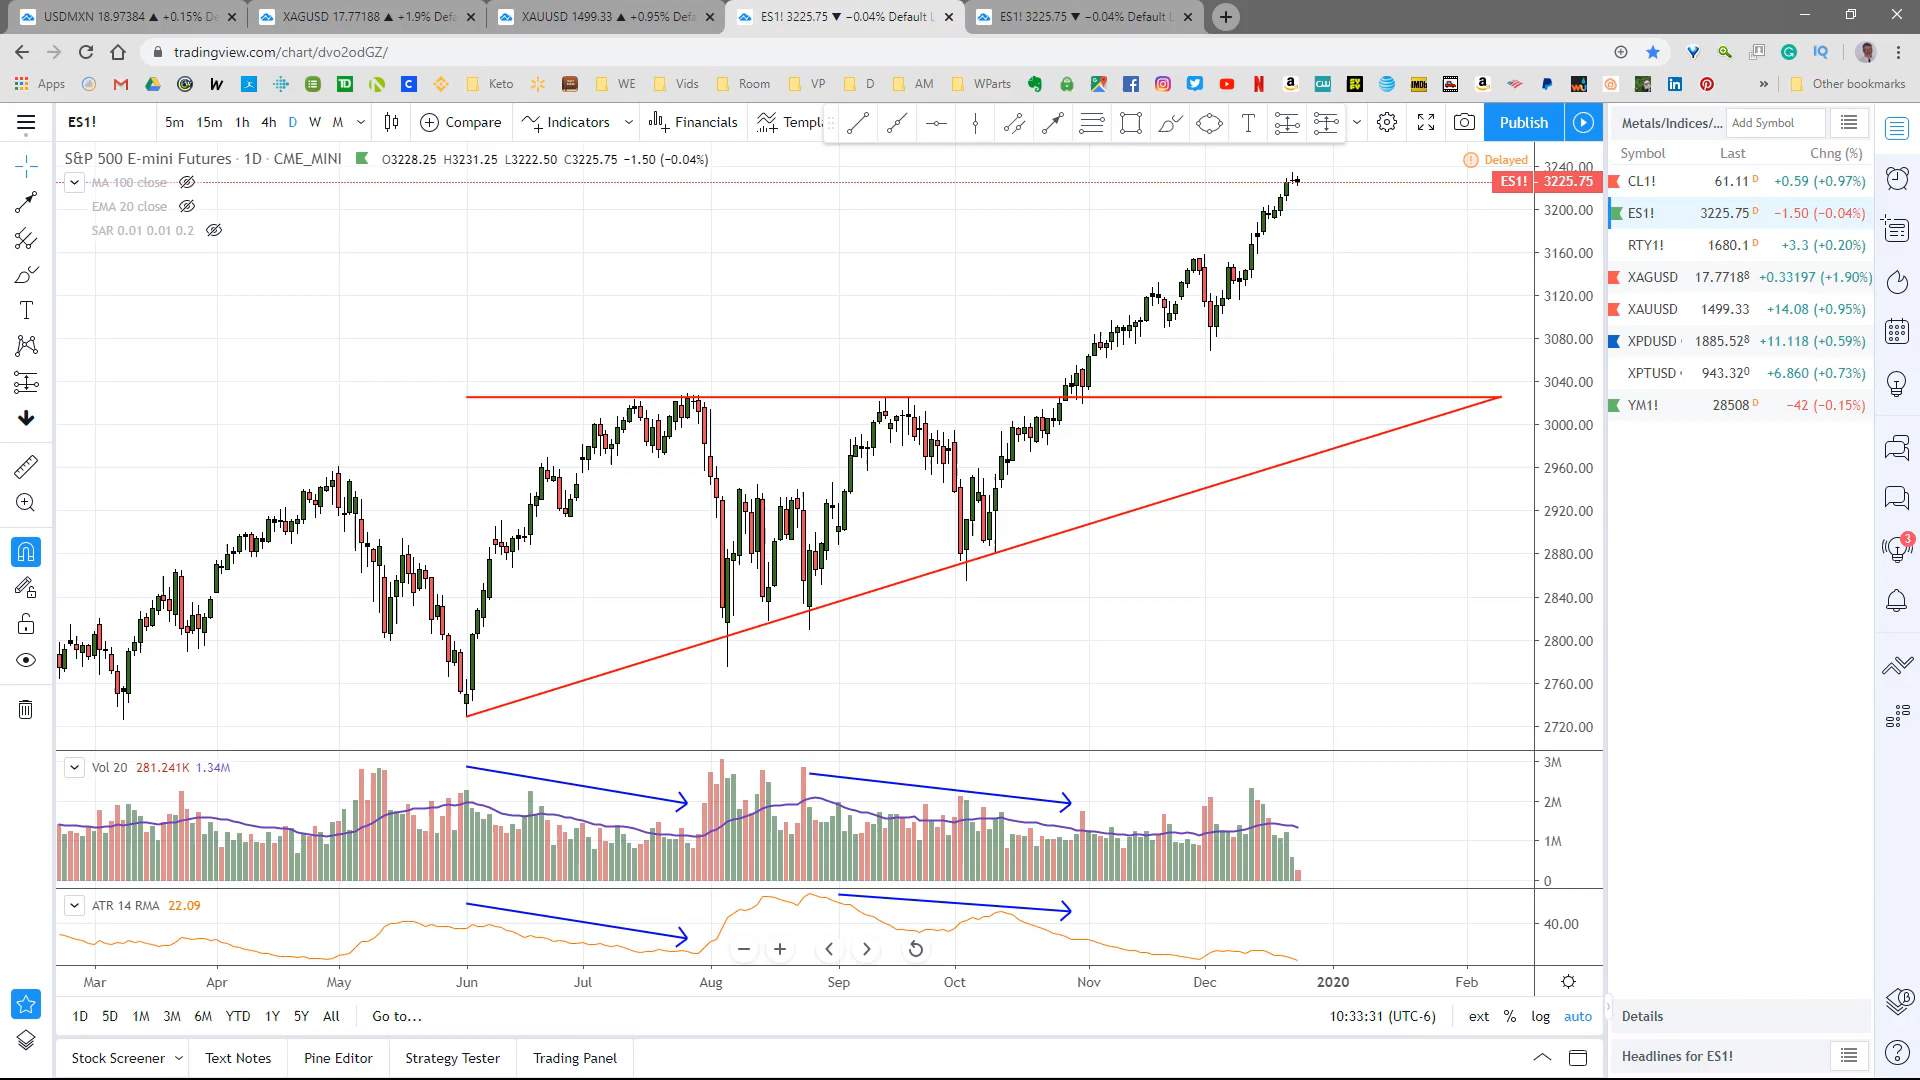 USDMXN 18.97384 ▲ +0.15% De
XAGUSD 17.77188 ▲ +1.9% Defa
XAUUSD 1499.33 ▲ +0.95% Defa
ES1! 3225.75 ▼ −0.04% Default
ES1! 3225.75 ▼ −0.04% Default
tradingview.com/chart/dvo2odGZ/
IQ
Apps
Keto
WE
Vids
Room
VP
D
AM
WParts
Other bookmarks
ES1!
5m 15m 1h 4h D W M
Compare
Indicators
Financials
Templ
Publish
S&P 500 E-mini Futures · 1D · CME_MINI
O3228.25 H3231.25 L3222.50 C3225.75 −1.50 (−0.04%)
MA 100 close
EMA 20 close
SAR 0.01 0.01 0.2
Delayed
3240.00
ES1! 3225.75
3200.00
3160.00
3120.00
3080.00
3040.00
3000.00
2960.00
2920.00
2880.00
2840.00
2800.00
2760.00
2720.00
Vol 20 281.241K 1.34M
3M
2M
1M
0
ATR 14 RMA 22.09
40.00
Mar Apr May Jun Jul Aug Sep Oct Nov Dec 2020 Feb
1D 5D 1M 3M 6M YTD 1Y 5Y All Go to...
10:33:31 (UTC-6) ext % log auto
Stock Screener
Text Notes
Pine Editor
Strategy Tester
Trading Panel
Metals/Indices/...
Add Symbol
Symbol Last Chng (%)
CL1! 61.11 D +0.59 (+0.97%)
ES1! 3225.75 D −1.50 (−0.04%)
RTY1! 1680.1 D +3.3 (+0.20%)
XAGUSD 17.7718⁸ +0.33197 (+1.90%)
XAUUSD 1499.33 +14.08 (+0.95%)
XPDUSD 1885.52⁸ +11.118 (+0.59%)
XPTUSD 943.32⁰ +6.860 (+0.73%)
YM1! 28508 D −42 (−0.15%)
3
Details
Headlines for ES1!